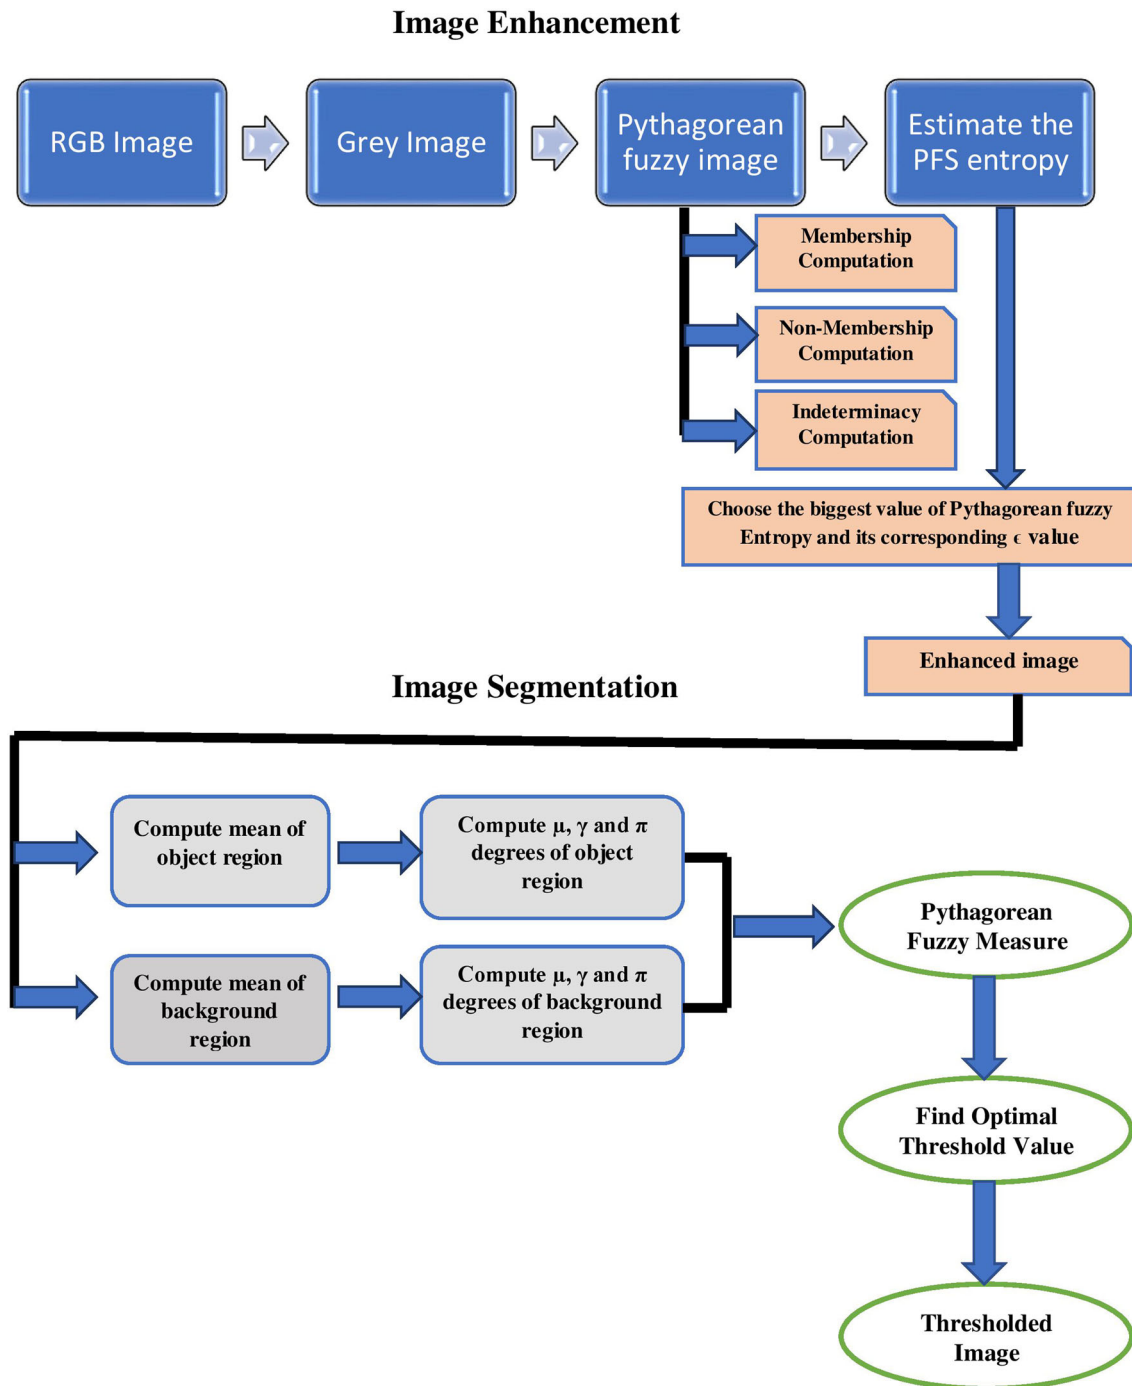 Image Enhancement
RGB Image
Grey Image
Pythagorean
fuzzy image
Estimate the
PFS entropy
Membership
Computation
Non-Membership
Computation
Indeterminacy
Computation
Choose the biggest value of Pythagorean fuzzy
Entropy and its corresponding ϵ value
Enhanced image
Image Segmentation
Compute mean of
object region
Compute μ, γ and π
degrees of object
region
Compute mean of
background
region
Compute μ, γ and π
degrees of background
region
Pythagorean
Fuzzy Measure
Find Optimal
Threshold Value
Thresholded
Image